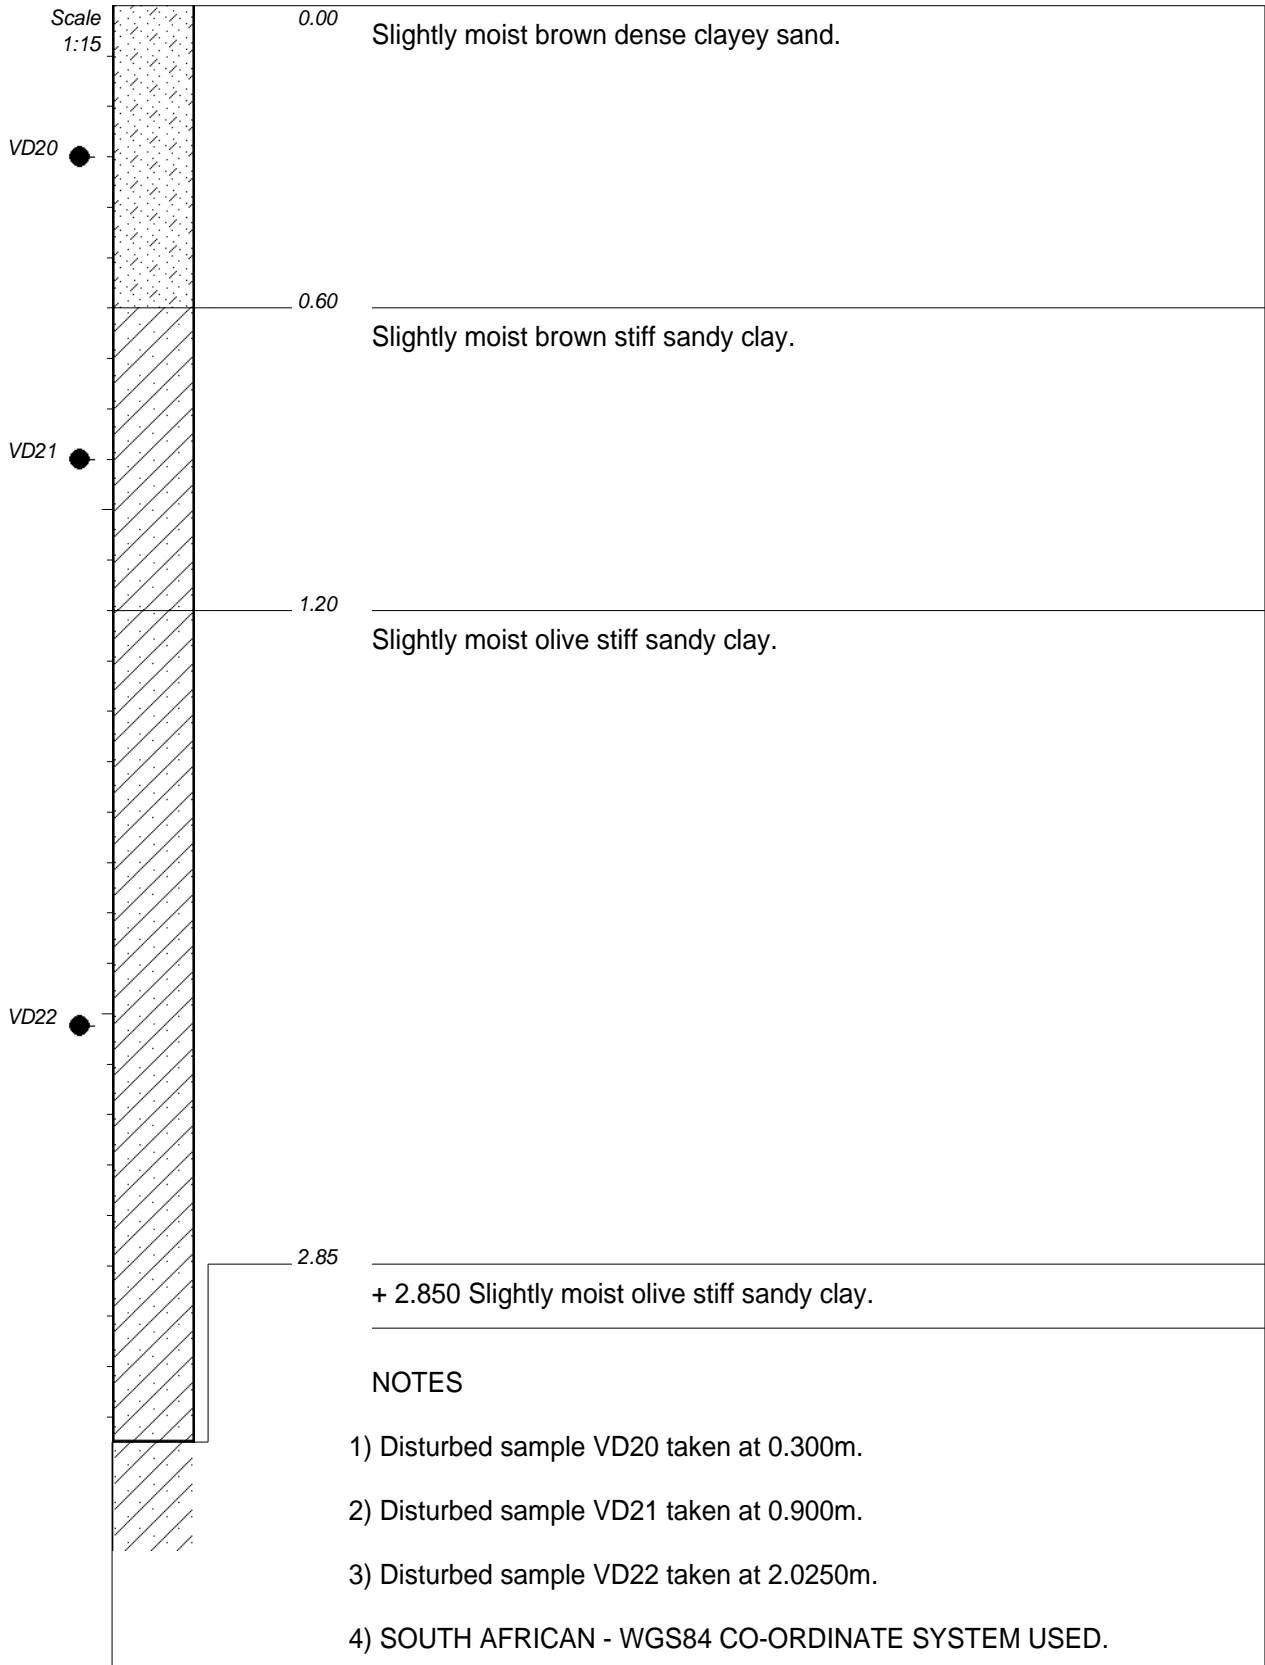 Scale
1:15
0.00
Slightly moist brown dense clayey sand.
VD20
0.60
Slightly moist brown stiff sandy clay.
VD21
1.20
Slightly moist olive stiff sandy clay.
VD22
2.85
+ 2.850 Slightly moist olive stiff sandy clay.
NOTES
1) Disturbed sample VD20 taken at 0.300m.
2) Disturbed sample VD21 taken at 0.900m.
3) Disturbed sample VD22 taken at 2.0250m.
4) SOUTH AFRICAN - WGS84 CO-ORDINATE SYSTEM USED.